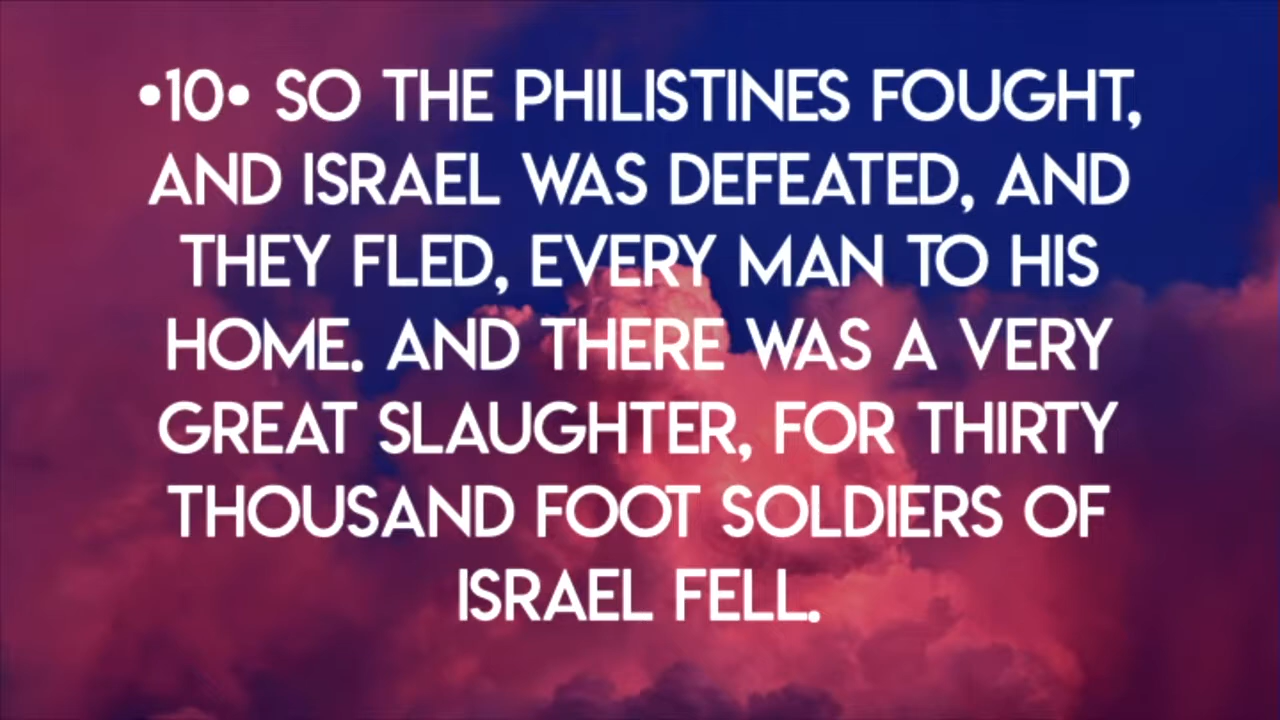 •10• SO THE PHILISTINES FOUGHT,
AND ISRAEL WAS DEFEATED, AND
THEY FLED, EVERY MAN TO HIS
HOME. AND THERE WAS A VERY
GREAT SLAUGHTER, FOR THIRTY
THOUSAND FOOT SOLDIERS OF
ISRAEL FELL.